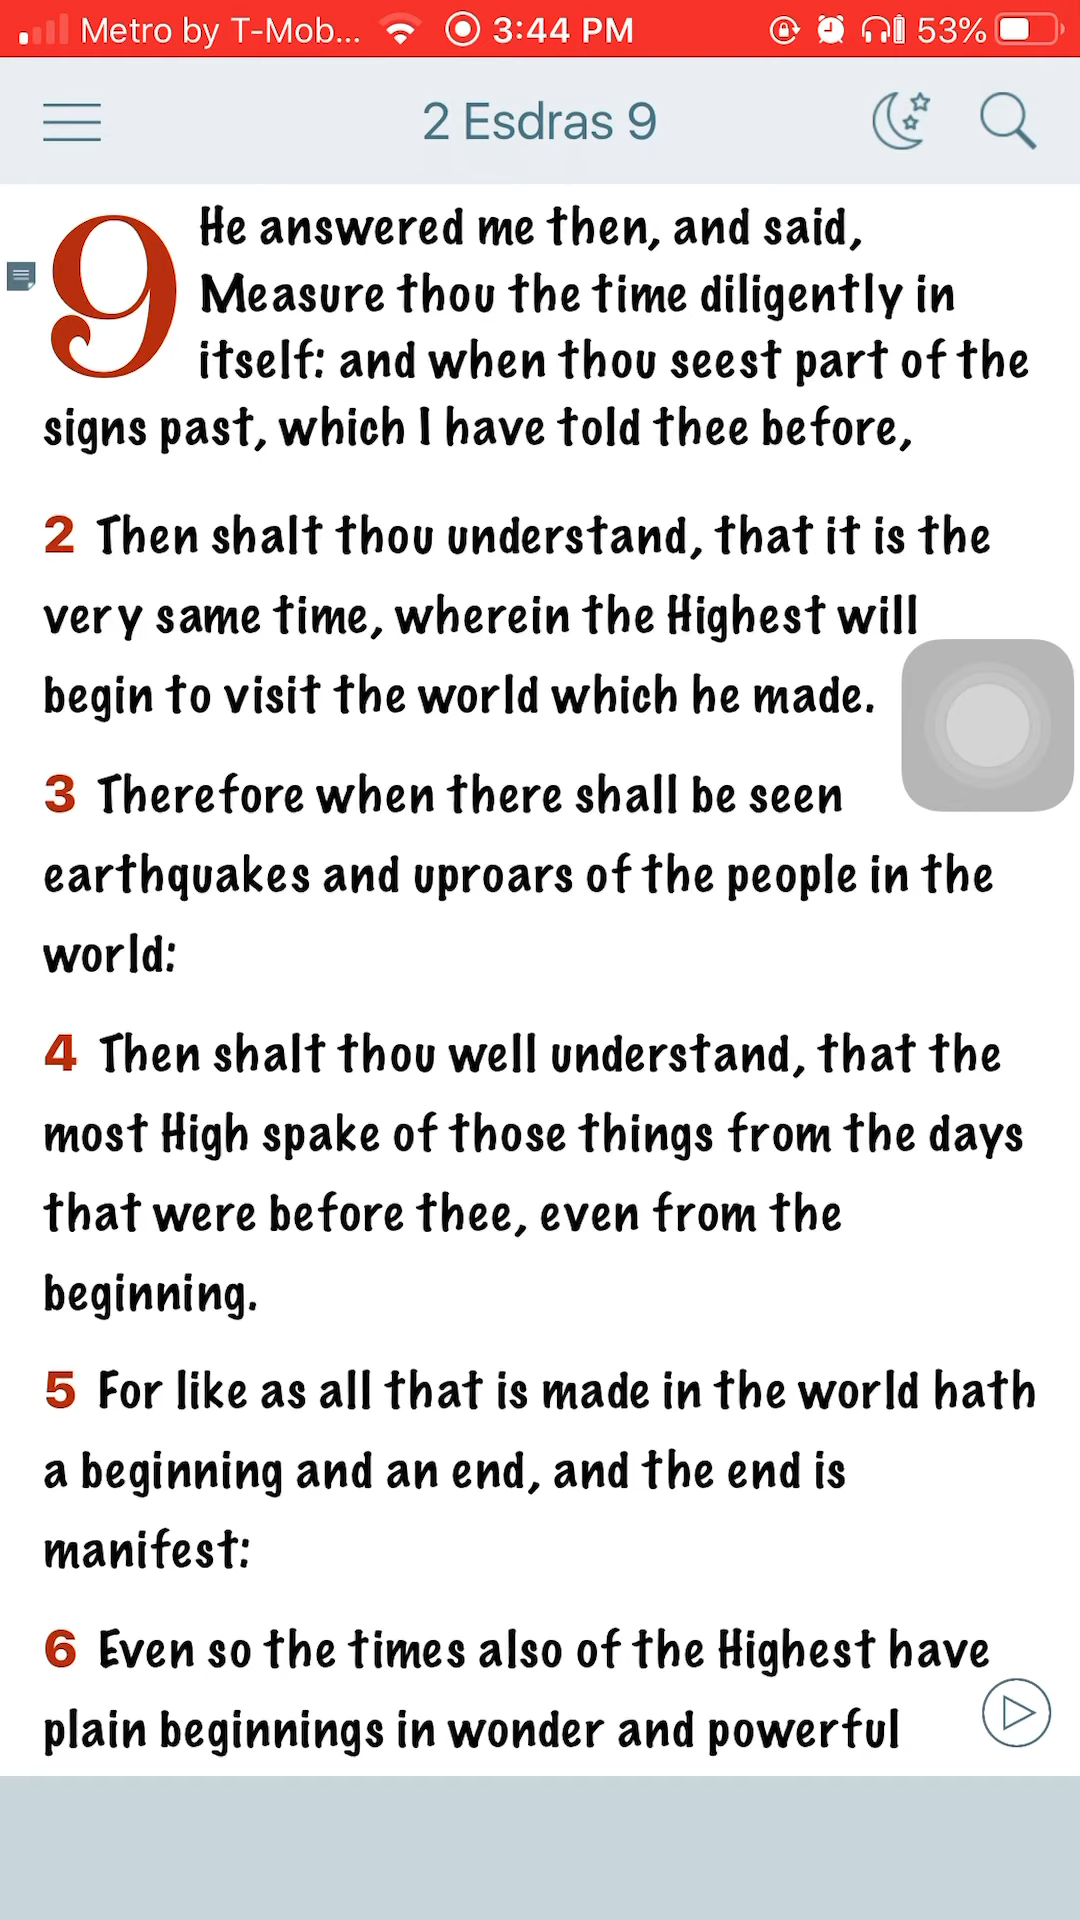 Metro by T-Mob... 3:44 PM 53%
2 Esdras 9
9 He answered me then, and said,
Measure thou the time diligently in
itself: and when thou seest part of the
signs past, which I have told thee before,
2 Then shalt thou understand, that it is the
very same time, wherein the Highest will
begin to visit the world which he made.
3 Therefore when there shall be seen
earthquakes and uproars of the people in the
world:
4 Then shalt thou well understand, that the
most High spake of those things from the days
that were before thee, even from the
beginning.
5 For like as all that is made in the world hath
a beginning and an end, and the end is
manifest:
6 Even so the times also of the Highest have
plain beginnings in wonder and powerful